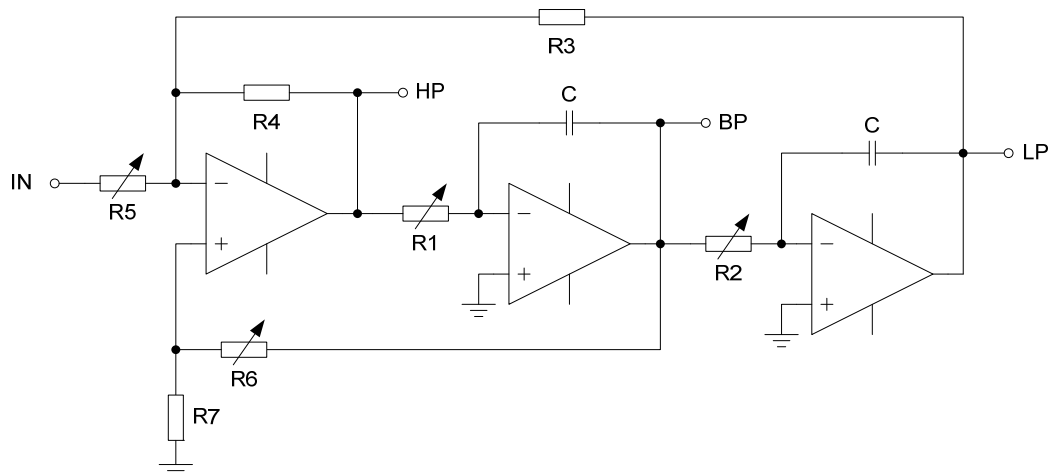 R3
HP
R4
C
BP
C
LP
IN
R5
−
+
R1
−
+
R2
−
+
R6
R7